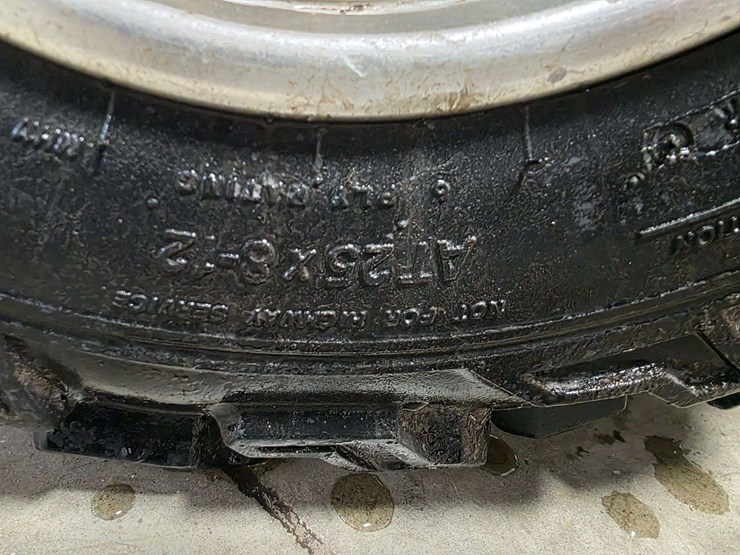 NOT FOR HIGHWAY SERVICE
AT25x8-12
6 PLY RATING